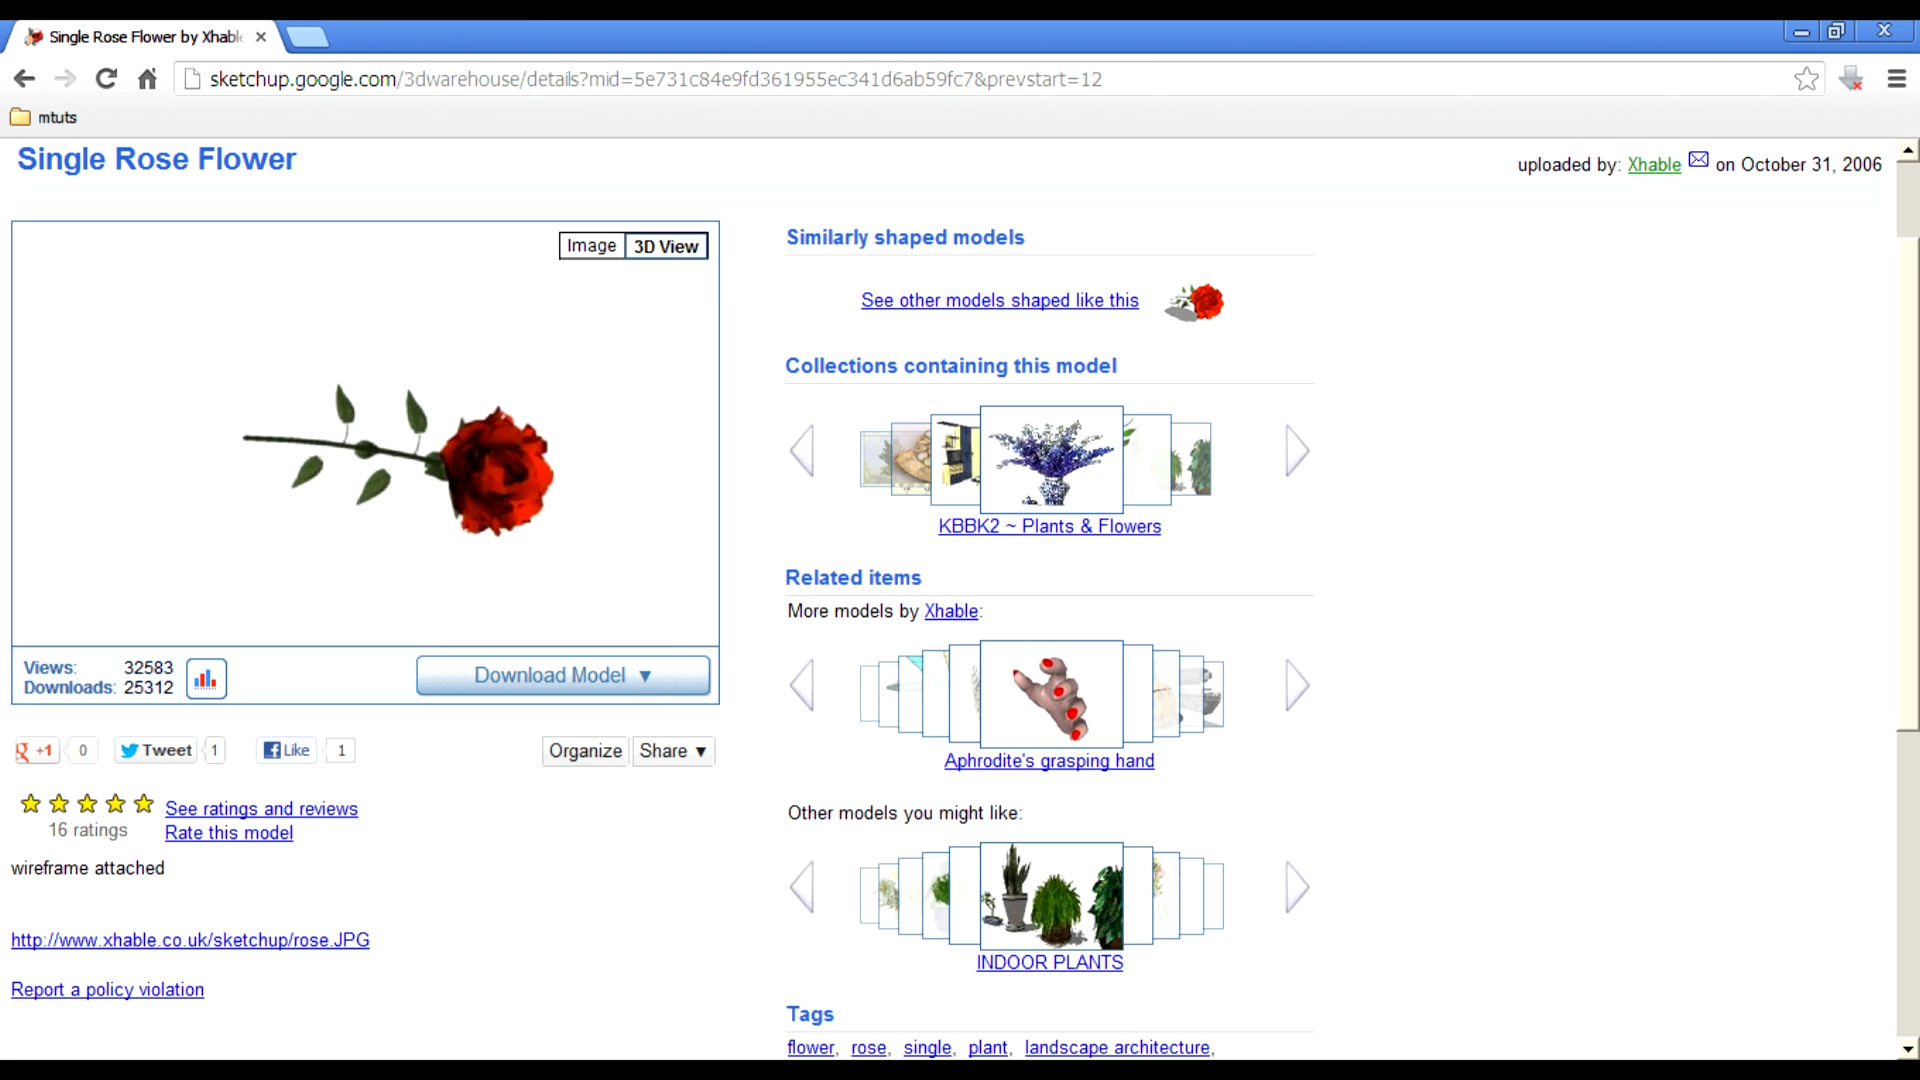 Single Rose Flower by Xhabl
sketchup.google.com/3dwarehouse/details?mid=5e731c84e9fd361955ec341d6ab59fc7&prevstart=12
mtuts
Single Rose Flower
uploaded by: Xhable on October 31, 2006
Image 3D View
Similarly shaped models
See other models shaped like this
Collections containing this model
KBBK2 ~ Plants & Flowers
Related items
More models by Xhable:
Views: 32583
Downloads: 25312
Download Model ▼
Aphrodite's grasping hand
+1 0 Tweet 1 Like 1
Organize Share ▼
See ratings and reviews
16 ratings
Rate this model
wireframe attached
http://www.xhable.co.uk/sketchup/rose.JPG
Report a policy violation
Other models you might like:
INDOOR PLANTS
Tags
flower, rose, single, plant, landscape architecture,